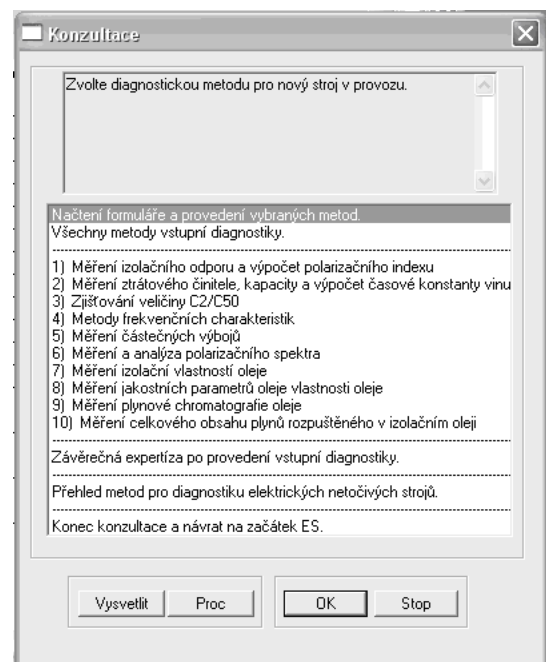 Konzultace
Zvolte diagnostickou metodu pro nový stroj v provozu.
Načtení formuláře a provedení vybraných metod.
Všechny metody vstupní diagnostiky.
1) Měření izolačního odporu a výpočet polarizačního indexu
2) Měření ztrátového činitele, kapacity a výpočet časové konstanty vinu
3) Zjišťování veličiny C2/C50
4) Metody frekvenčních charakteristik
5) Měření částečných výbojů
6) Měření a analýza polarizačního spektra
7) Měření izolační vlastností oleje
8) Měření jakostních parametrů oleje vlastnosti oleje
9) Měření plynové chromatografie oleje
10) Měření celkového obsahu plynů rozpuštěného v izolačním oleji
Závěrečná expertíza po provedení vstupní diagnostiky.
Přehled metod pro diagnostiku elektrických netočivých strojů.
Konec konzultace a návrat na začátek ES.
Vysvetlit Proc OK Stop